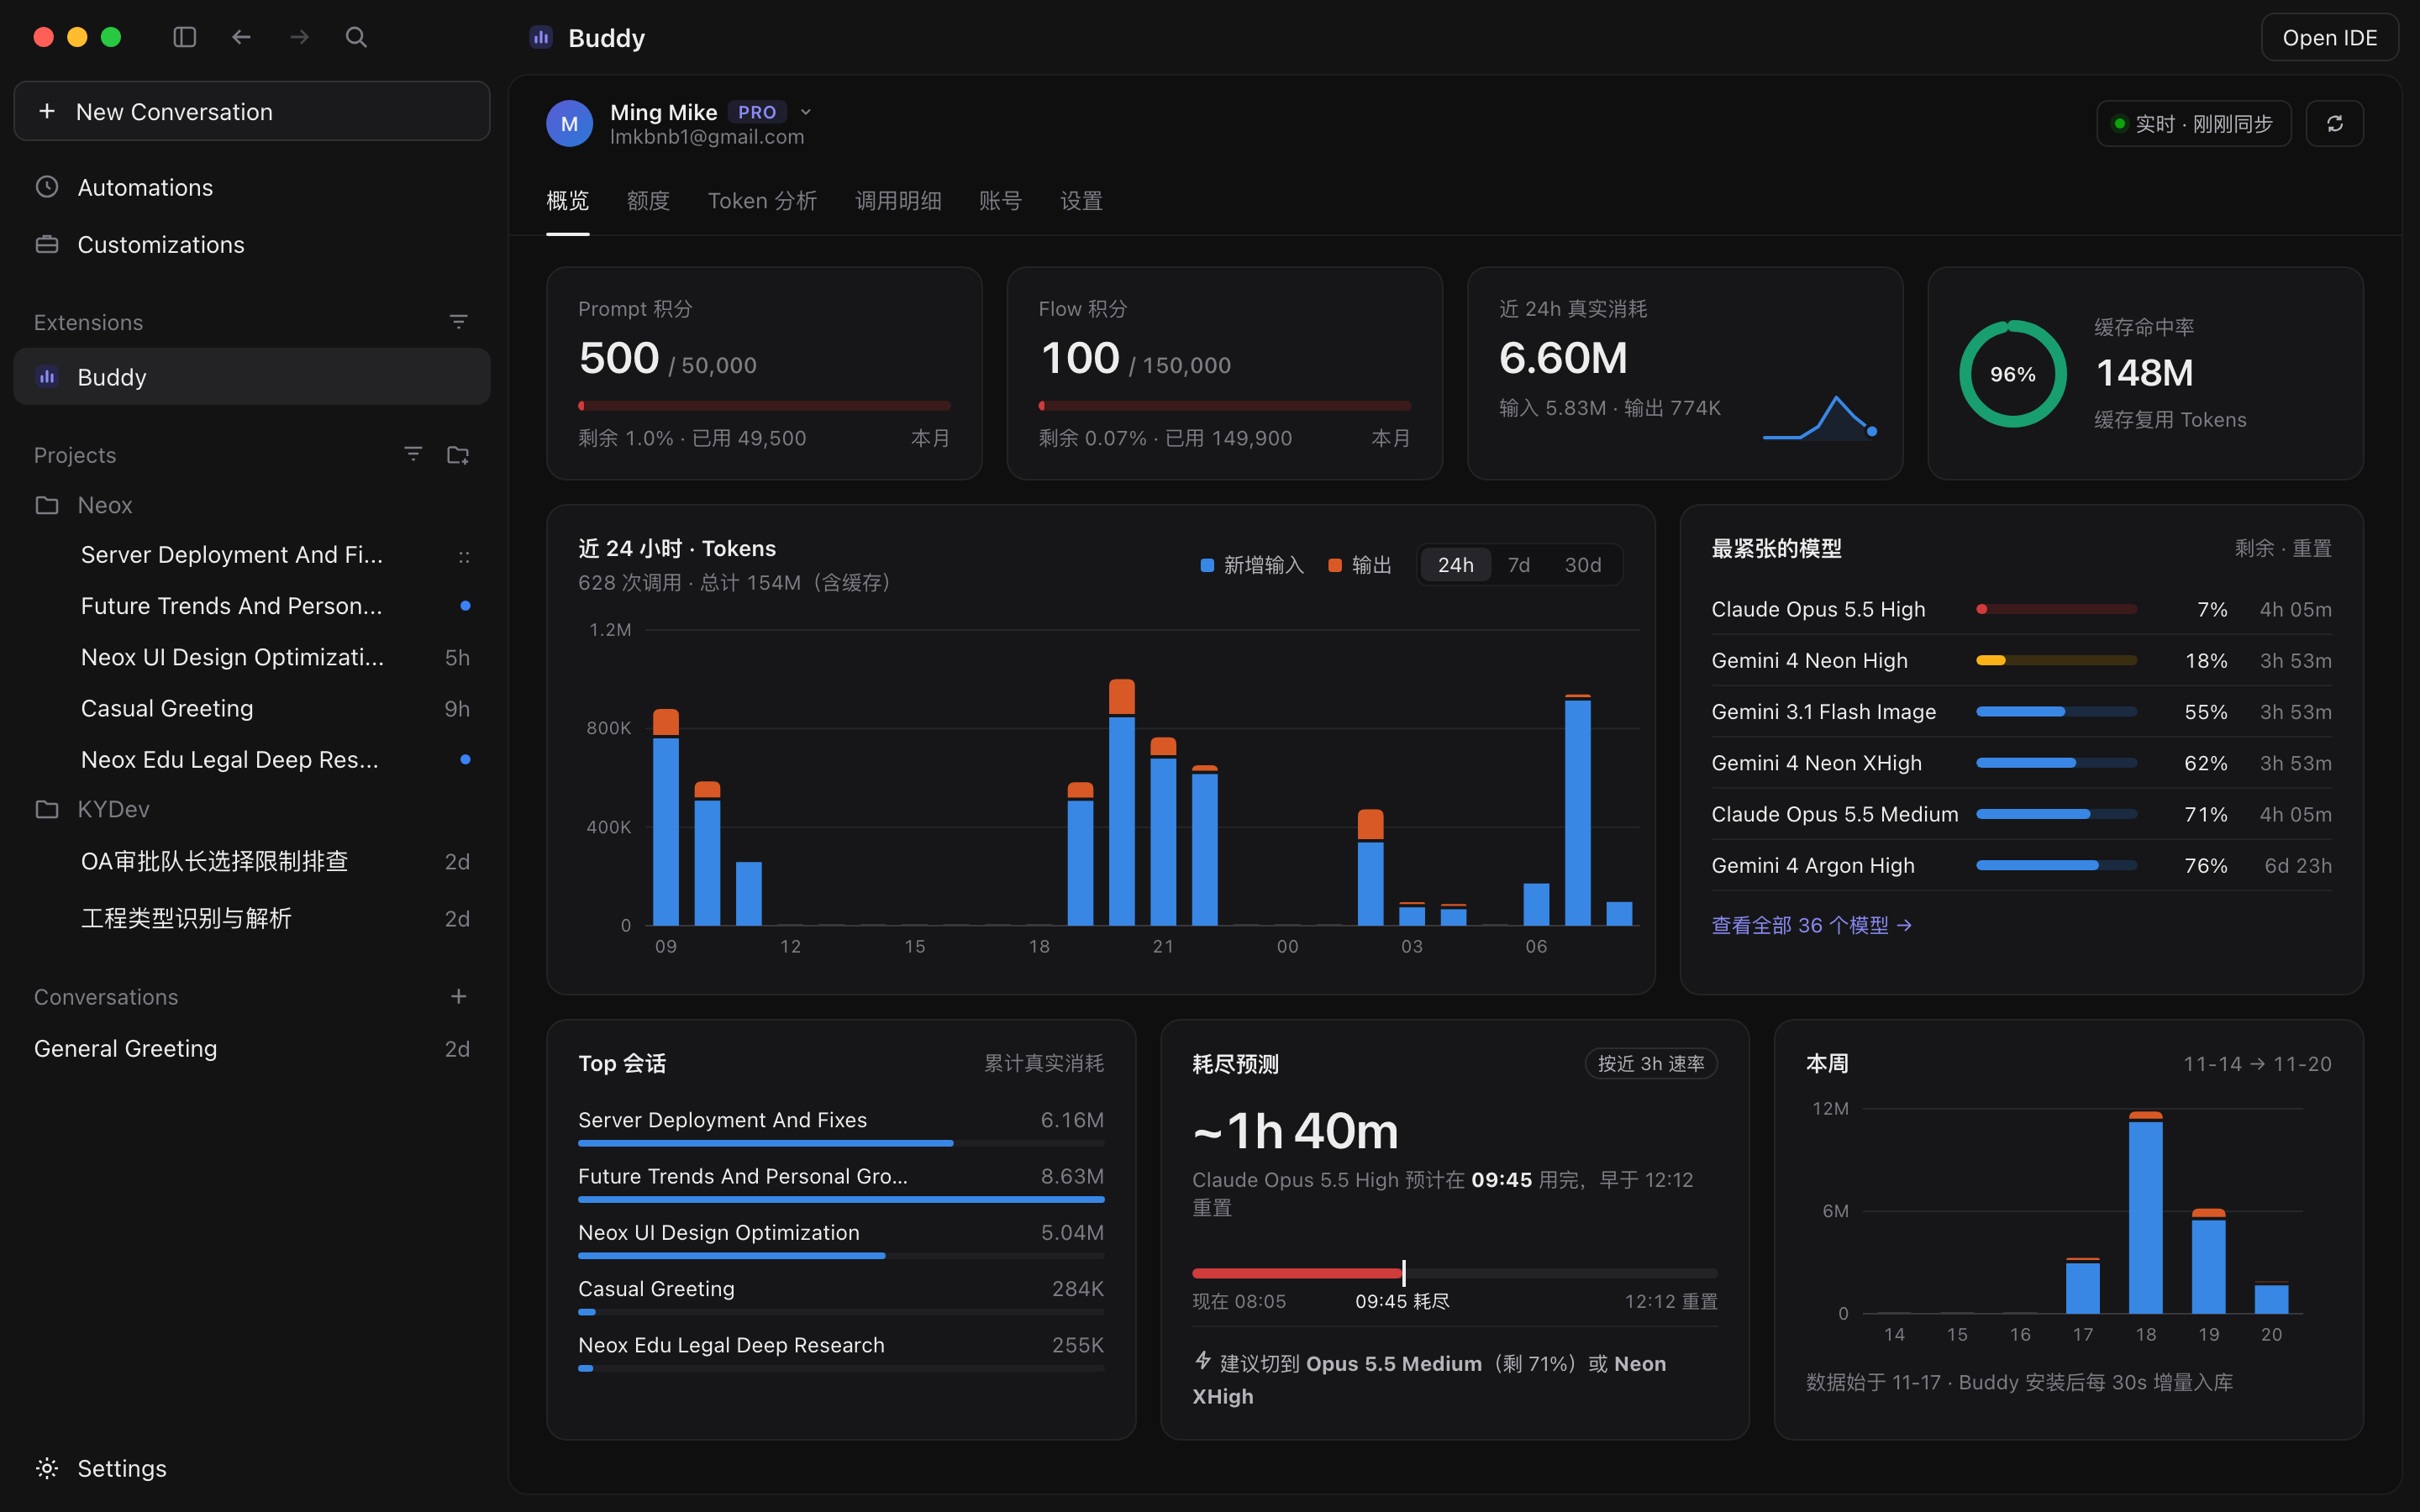 Buddy
Open IDE
New Conversation
Automations
Customizations
Extensions
Buddy
Projects
Neox
Server Deployment And Fi...
Future Trends And Person...
Neox UI Design Optimizati... 5h
Casual Greeting 9h
Neox Edu Legal Deep Res...
KYDev
OA审批队长选择限制排查 2d
工程类型识别与解析 2d
Conversations
General Greeting 2d
Settings
M
Ming Mike PRO
lmkbnb1@gmail.com
实时 · 刚刚同步
概览 额度 Token 分析 调用明细 账号 设置
Prompt 积分
500 / 50,000
剩余 1.0% · 已用 49,500 本月
Flow 积分
100 / 150,000
剩余 0.07% · 已用 149,900 本月
近 24h 真实消耗
6.60M
输入 5.83M · 输出 774K
96%
缓存命中率
148M
缓存复用 Tokens
近 24 小时 · Tokens
628 次调用 · 总计 154M（含缓存）
新增输入 输出 24h 7d 30d
1.2M
800K
400K
0
09 12 15 18 21 00 03 06
最紧张的模型 剩余 · 重置
Claude Opus 5.5 High 7% 4h 05m
Gemini 4 Neon High 18% 3h 53m
Gemini 3.1 Flash Image 55% 3h 53m
Gemini 4 Neon XHigh 62% 3h 53m
Claude Opus 5.5 Medium 71% 4h 05m
Gemini 4 Argon High 76% 6d 23h
查看全部 36 个模型 →
Top 会话 累计真实消耗
Server Deployment And Fixes 6.16M
Future Trends And Personal Gro... 8.63M
Neox UI Design Optimization 5.04M
Casual Greeting 284K
Neox Edu Legal Deep Research 255K
耗尽预测 按近 3h 速率
~1h 40m
Claude Opus 5.5 High 预计在 09:45 用完，早于 12:12
重置
现在 08:05 09:45 耗尽 12:12 重置
建议切到 Opus 5.5 Medium（剩 71%）或 Neon
XHigh
本周 11-14 → 11-20
12M
6M
0
14 15 16 17 18 19 20
数据始于 11-17 · Buddy 安装后每 30s 增量入库